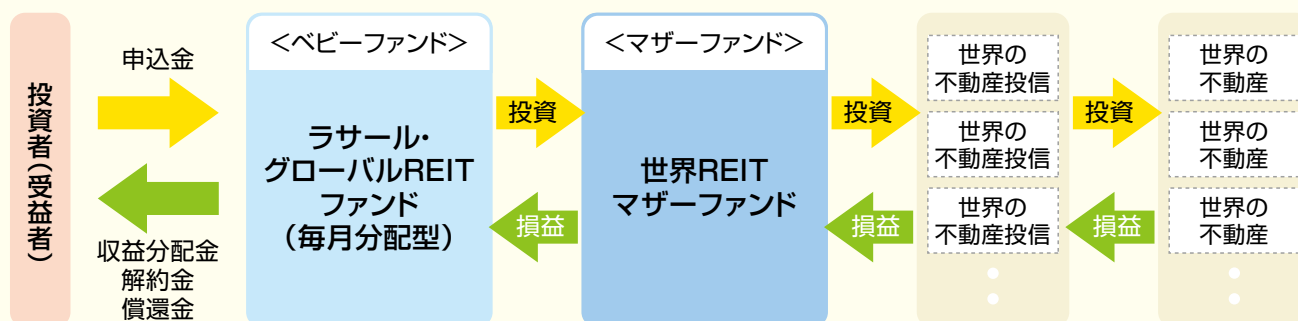 投資者（受益者）
申込金
収益分配金
解約金
償還金
＜ベビーファンド＞
ラサール・
グローバルREIT
ファンド
（毎月分配型）
投資
損益
＜マザーファンド＞
世界REIT
マザーファンド
投資
損益
世界の
不動産投信
世界の
不動産投信
世界の
不動産投信
投資
損益
世界の
不動産
世界の
不動産
世界の
不動産